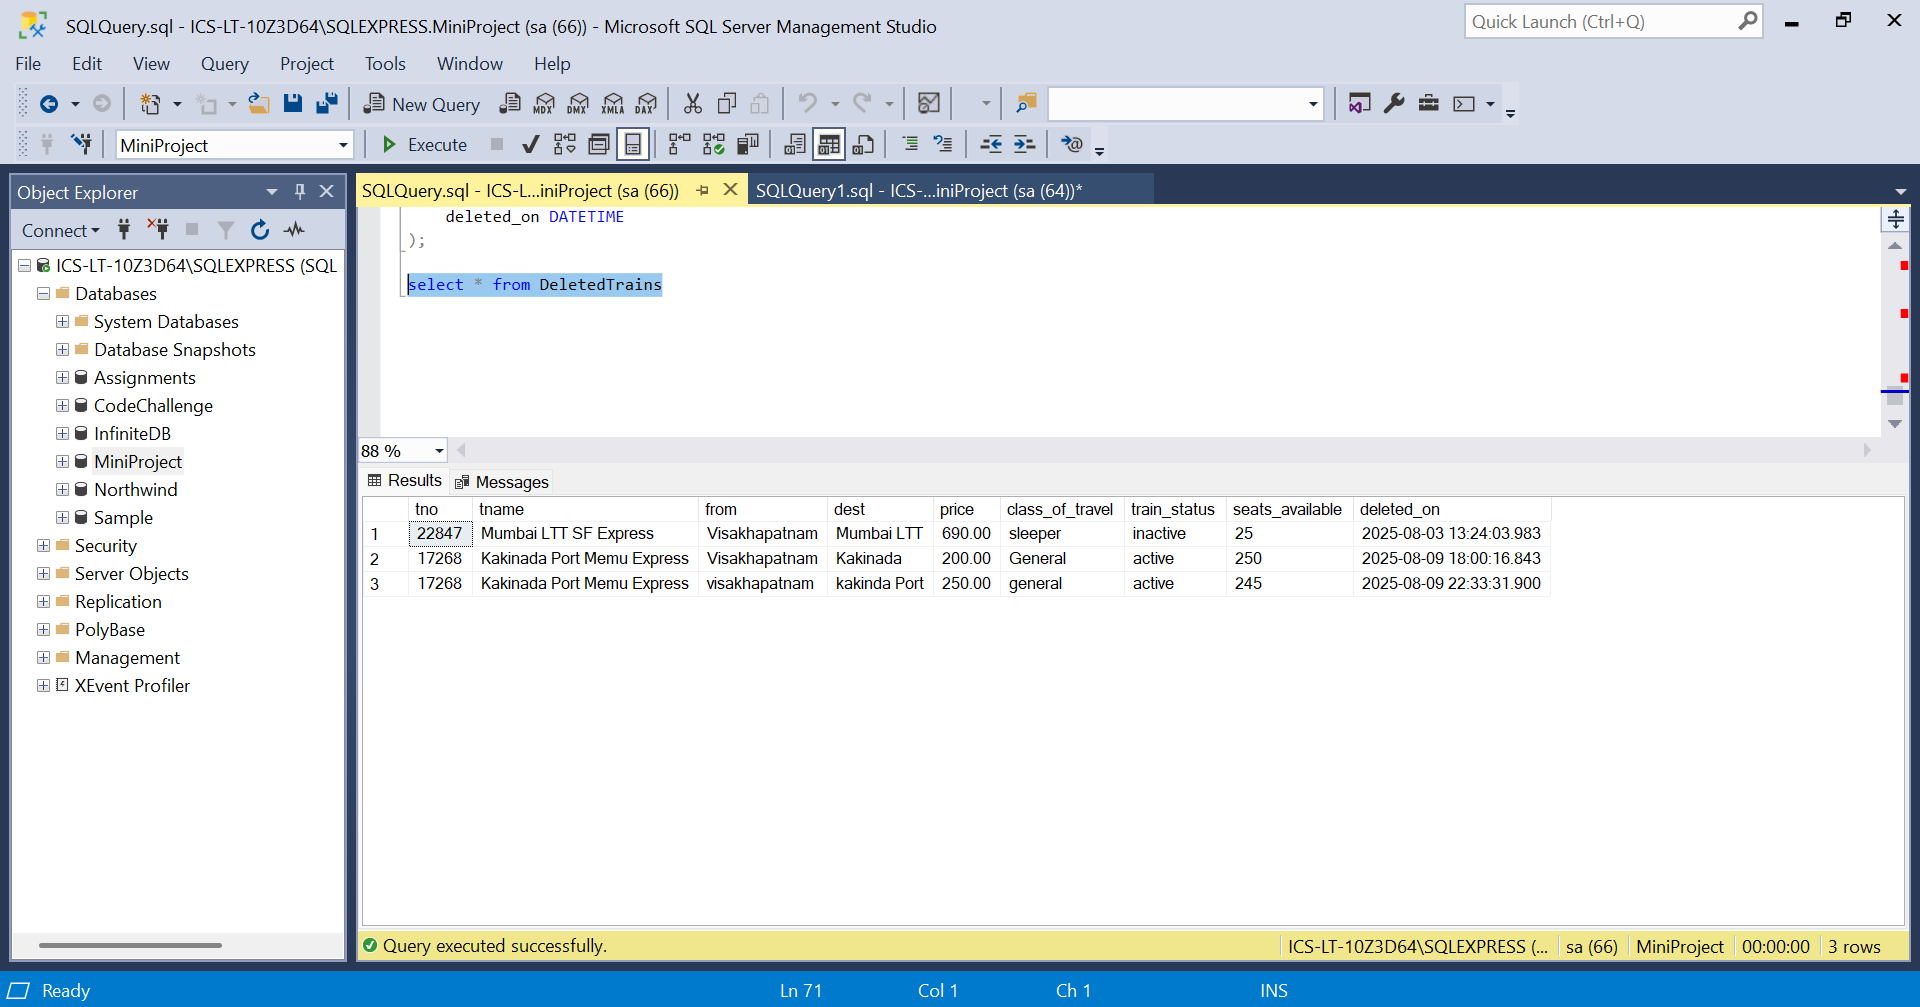 SQLQuery.sql - ICS-LT-10Z3D64\SQLEXPRESS.MiniProject (sa (66)) - Microsoft SQL Server Management Studio
Quick Launch (Ctrl+Q)
File Edit View Query Project Tools Window Help
New Query MDX DMX XMLA DAX
MiniProject Execute
Object Explorer
Connect
ICS-LT-10Z3D64\SQLEXPRESS (SQL
Databases
System Databases
Database Snapshots
Assignments
CodeChallenge
InfiniteDB
MiniProject
Northwind
Sample
Security
Server Objects
Replication
PolyBase
Management
XEvent Profiler
SQLQuery.sql - ICS-L...iniProject (sa (66)) SQLQuery1.sql - ICS-...iniProject (sa (64))*
deleted_on DATETIME
);
select * from DeletedTrains
88 %
Results Messages
tno tname from dest price class_of_travel train_status seats_available deleted_on
1 22847 Mumbai LTT SF Express Visakhapatnam Mumbai LTT 690.00 sleeper inactive 25 2025-08-03 13:24:03.983
2 17268 Kakinada Port Memu Express Visakhapatnam Kakinada 200.00 General active 250 2025-08-09 18:00:16.843
3 17268 Kakinada Port Memu Express visakhapatnam kakinda Port 250.00 general active 245 2025-08-09 22:33:31.900
Query executed successfully. ICS-LT-10Z3D64\SQLEXPRESS (... sa (66) MiniProject 00:00:00 3 rows
Ready Ln 71 Col 1 Ch 1 INS